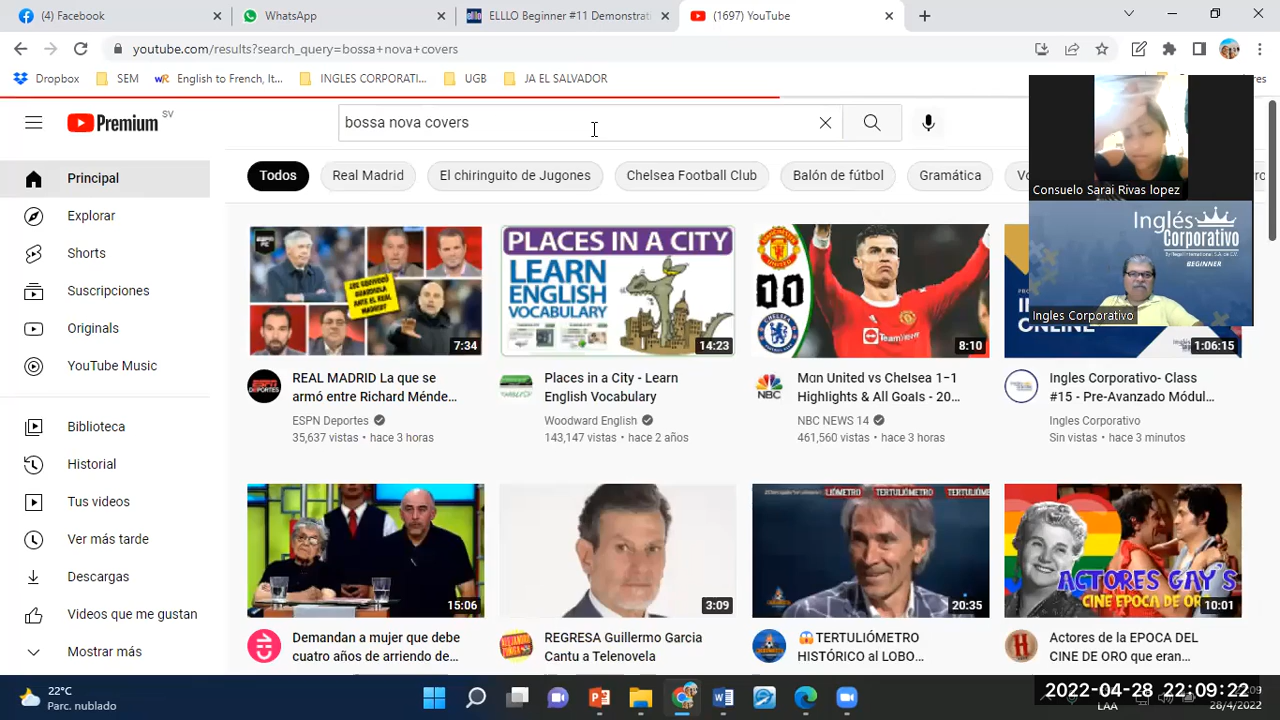 (4) Facebook
WhatsApp
ELLLO Beginner #11 Demonstrat
(1697) YouTube
youtube.com/results?search_query=bossa+nova+covers
Dropbox
SEM
English to French, It...
INGLES CORPORATI...
UGB
JA EL SALVADOR
Premium SV
bossa nova covers
Todos
Real Madrid
El chiringuito de Jugones
Chelsea Football Club
Balón de fútbol
Gramática
Principal
Explorar
Shorts
Suscripciones
Originals
YouTube Music
Biblioteca
Historial
Tus videos
Ver más tarde
Descargas
Videos que me gustan
Mostrar más
Consuelo Sarai Rivas lopez
Inglés
Corporativo
BEGINNER
Ingles Corporativo
7:34
PLACES IN A CITY
LEARN
ENGLISH
VOCABULARY
14:23
11
8:10
1:06:15
REAL MADRID La que se
armó entre Richard Ménde...
ESPN Deportes
35,637 vistas • hace 3 horas
Places in a City - Learn
English Vocabulary
Woodward English
143,147 vistas • hace 2 años
Man United vs Chelsea 1-1
Highlights & All Goals - 20...
NBC NEWS 14
461,560 vistas • hace 3 horas
Ingles Corporativo- Class
#15 - Pre-Avanzado Módul...
Ingles Corporativo
Sin vistas • hace 3 minutos
15:06
3:09
TERTULIÓMETRO
20:35
ACTORES GAY'S
CINE EPOCA DE
10:01
Demandan a mujer que debe
cuatro años de arriendo de...
REGRESA Guillermo Garcia
Cantu a Telenovela
😱TERTULIÓMETRO
HISTÓRICO al LOBO...
Actores de la EPOCA DEL
CINE DE ORO que eran...
22°C
Parc. nublado
2022-04-28 22:09:22
LAA
28/4/2022